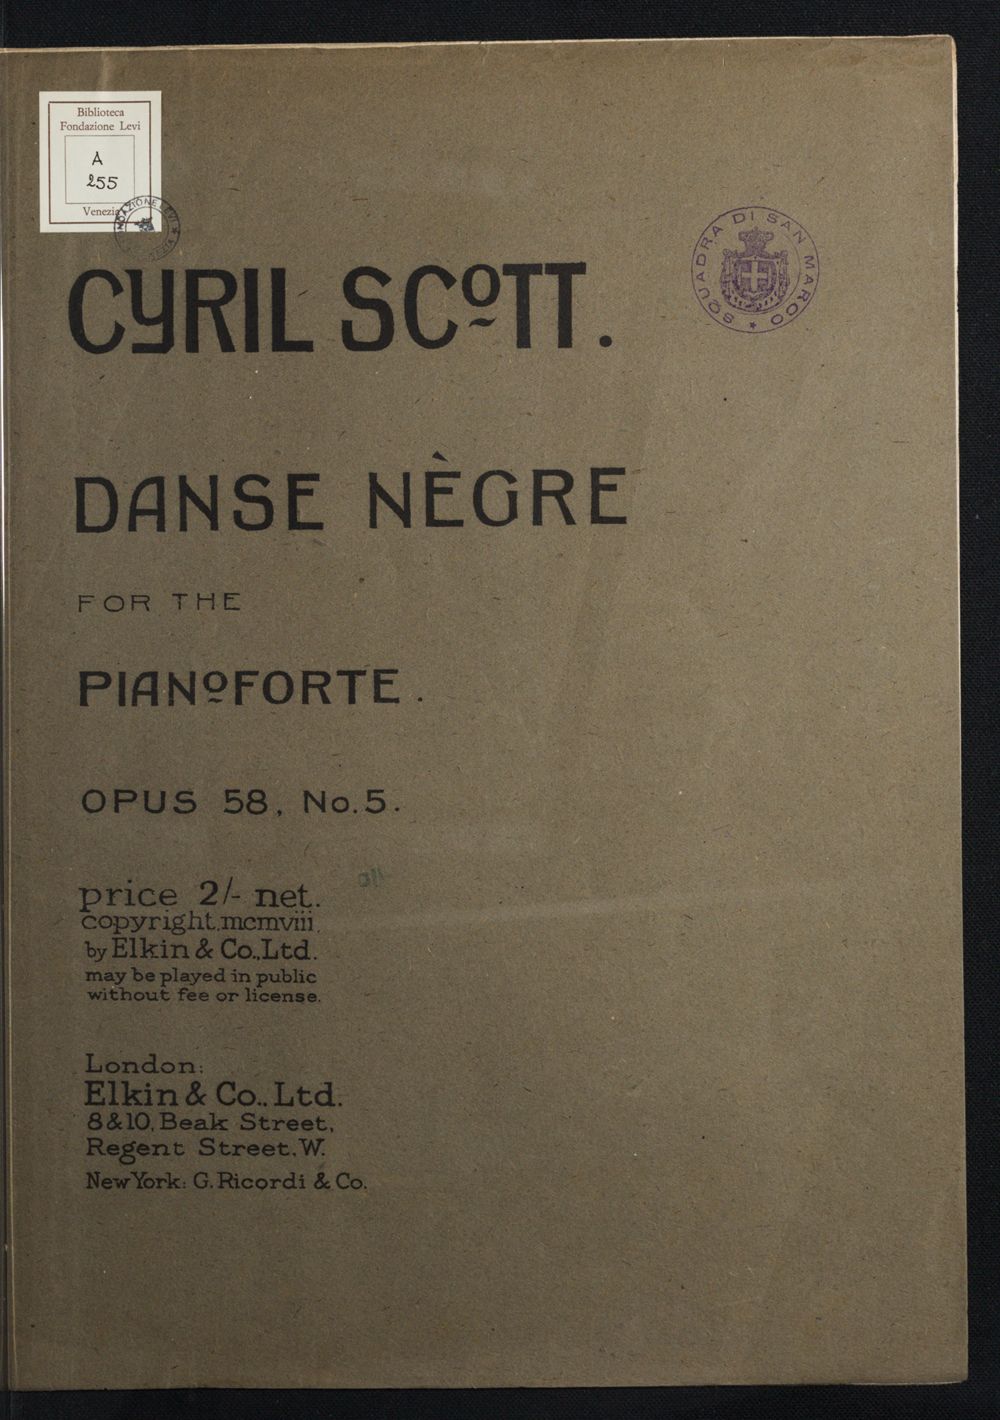 Biblioteca
Fondazione Levi
A
255
Venezia
SQUADRA DI SAN MARCO
CYRIL SCOTT.
DANSE NÈGRE
FOR THE
PIANOFORTE.
OPUS 58, No. 5.
price 2/- net.
copyright, mcmviii,
by Elkin & Co., Ltd.
may be played in public
without fee or license.
London:
Elkin & Co., Ltd.
8 & 10, Beak Street,
Regent Street, W.
New York: G. Ricordi & Co.